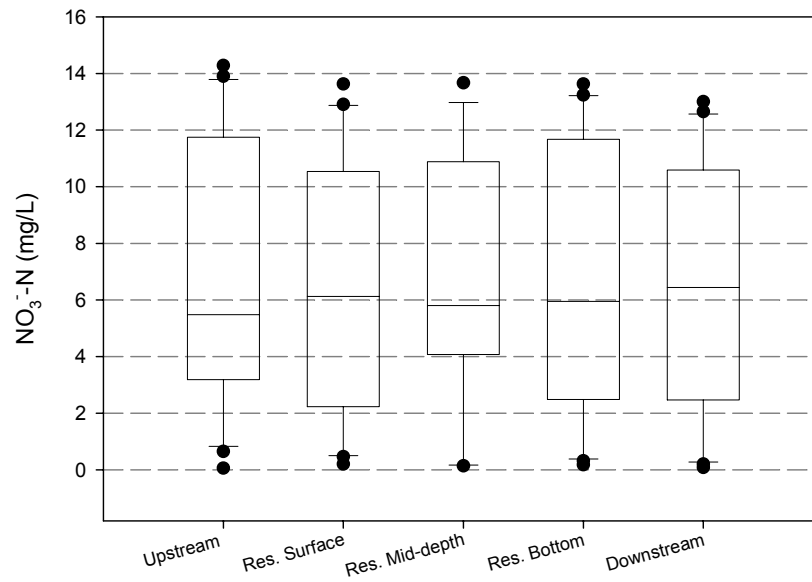 16
14
12
10
8
6
4
2
0
NO₃⁻-N (mg/L)
Upstream
Res. Surface
Res. Mid-depth
Res. Bottom
Downstream